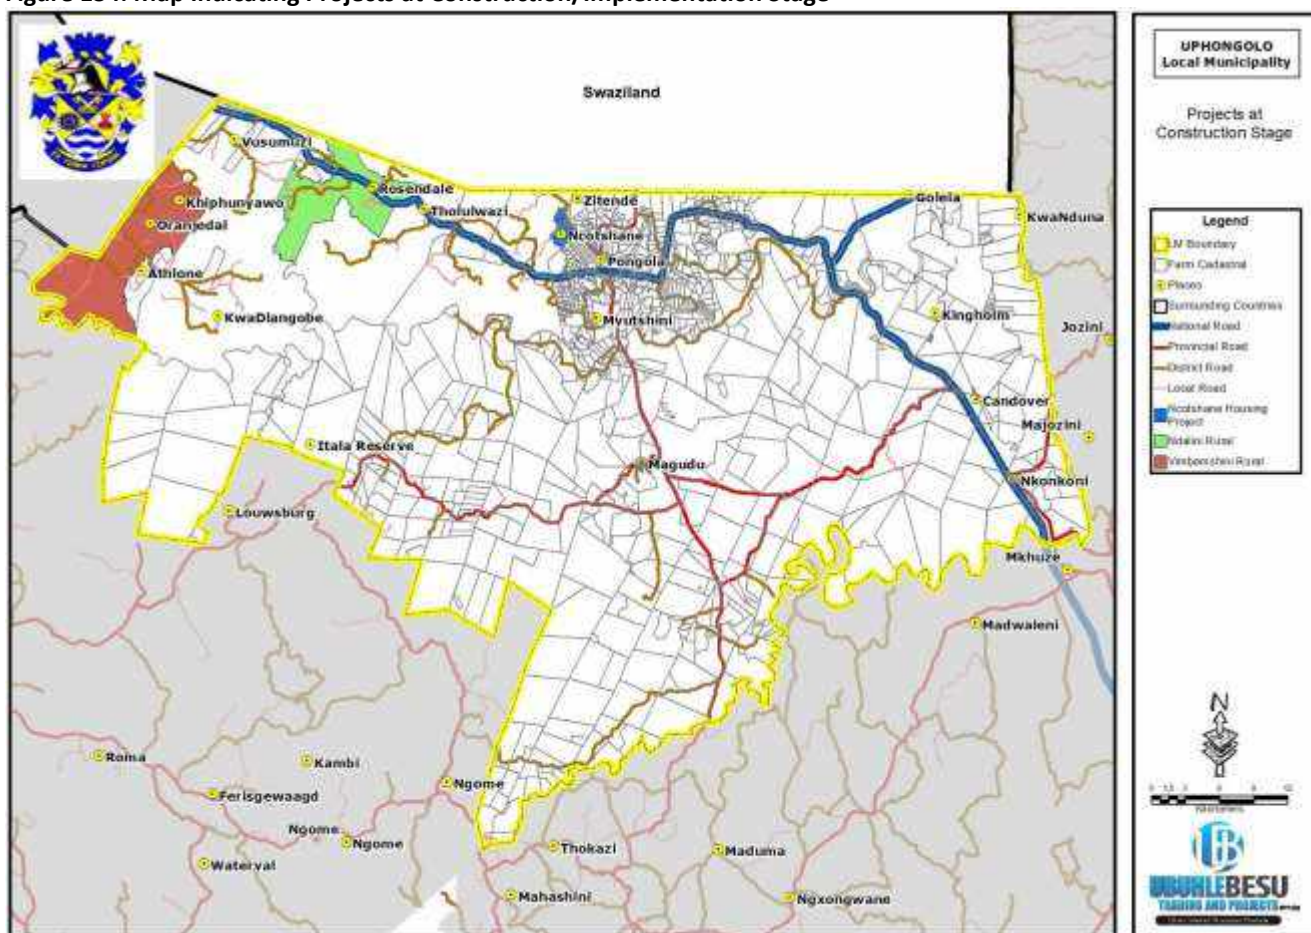 Swaziland
Vusumuzi
Khiphunyawo
Rosendale
Oranjedal
Tholulwazi
Zitende
Golela
KwaNduna
Ncotshane
Athlone
Pongola
KwaDlangobe
Myutshini
Kingholm
Jozini
Candover
Majozini
Itala Reserve
Magudu
Nkonkoni
Louwsburg
Mkhuze
Madwaleni
Roma
Kambi
Ngome
Ferisgewaagd
Ngome
Ngome
Waterval
Thokazi
Maduma
Mahashini
Ngxongwane
UPHONGOLO
Local Municipality
Projects at
Construction Stage
Legend
LM Boundary
Farm Cadastral
Places
Surrounding Countries
National Road
Provincial Road
District Road
Local Road
Ncotshane Housing
Project
Ndalini Rural
N
Kilometers
UBUHLEBESU
TRADING AND PROJECTS